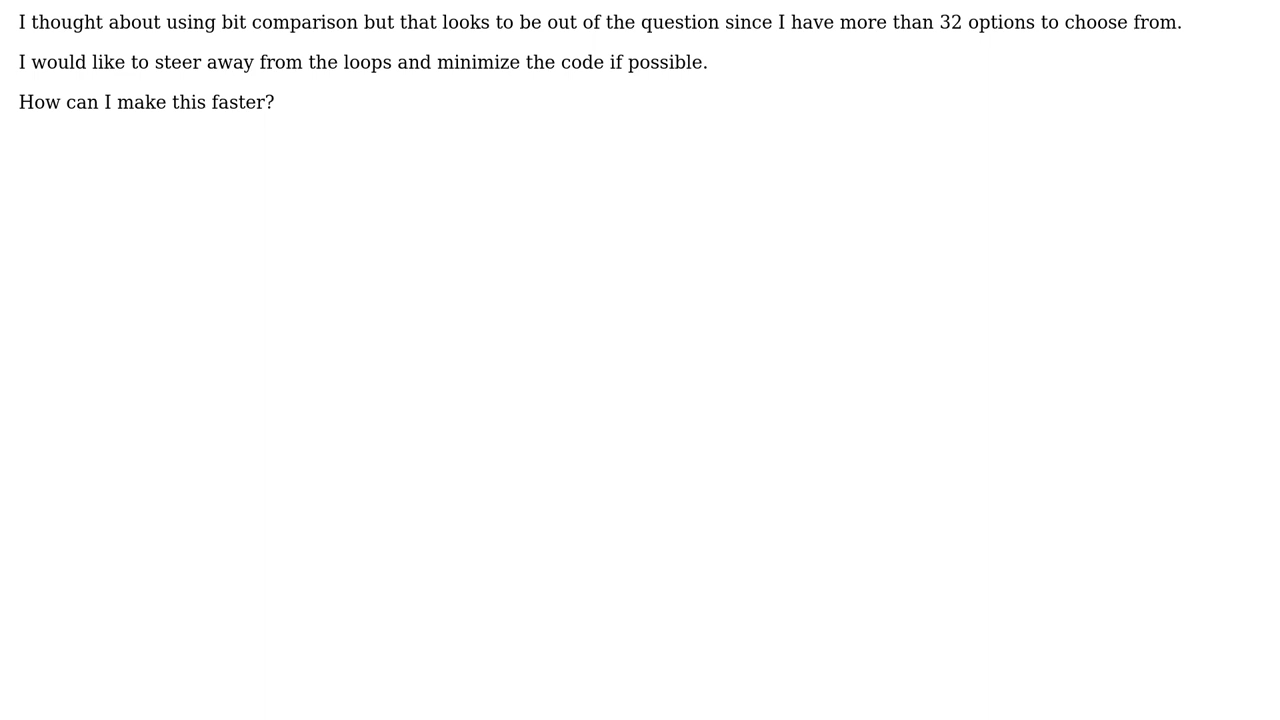 I thought about using bit comparison but that looks to be out of the question since I have more than 32 options to choose from.
I would like to steer away from the loops and minimize the code if possible.
How can I make this faster?